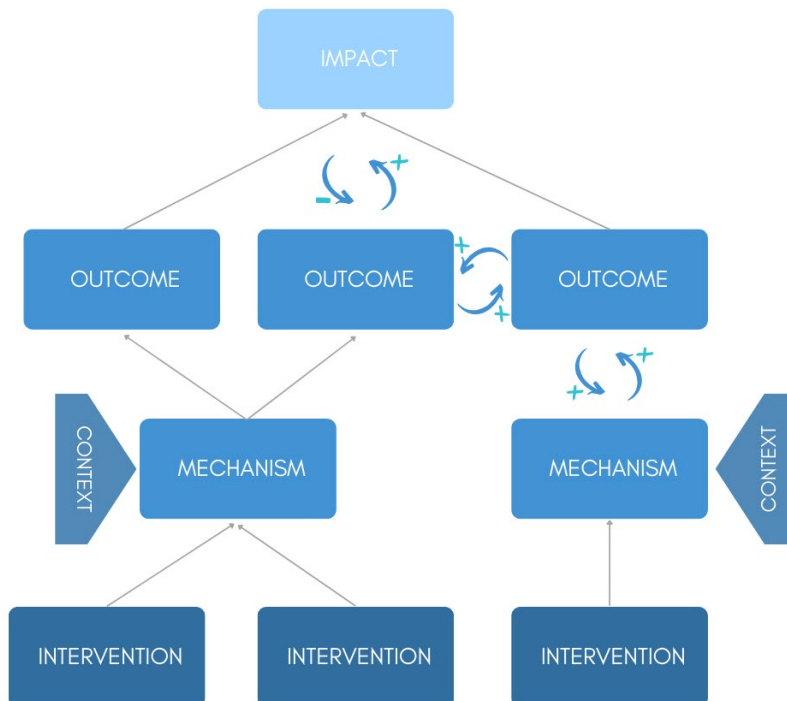 IMPACT
-
+
OUTCOME
OUTCOME
+
+
OUTCOME
+
+
CONTEXT
MECHANISM
MECHANISM
CONTEXT
INTERVENTION
INTERVENTION
INTERVENTION